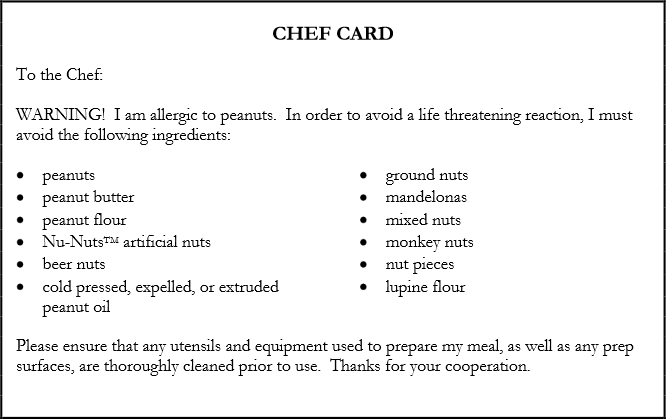 CHEF CARD
To the Chef:
WARNING!  I am allergic to peanuts.  In order to avoid a life threatening reaction, I must
avoid the following ingredients:
• peanuts
• peanut butter
• peanut flour
• Nu-Nuts™ artificial nuts
• beer nuts
• cold pressed, expelled, or extruded
peanut oil
• ground nuts
• mandelonas
• mixed nuts
• monkey nuts
• nut pieces
• lupine flour
Please ensure that any utensils and equipment used to prepare my meal, as well as any prep
surfaces, are thoroughly cleaned prior to use.  Thanks for your cooperation.